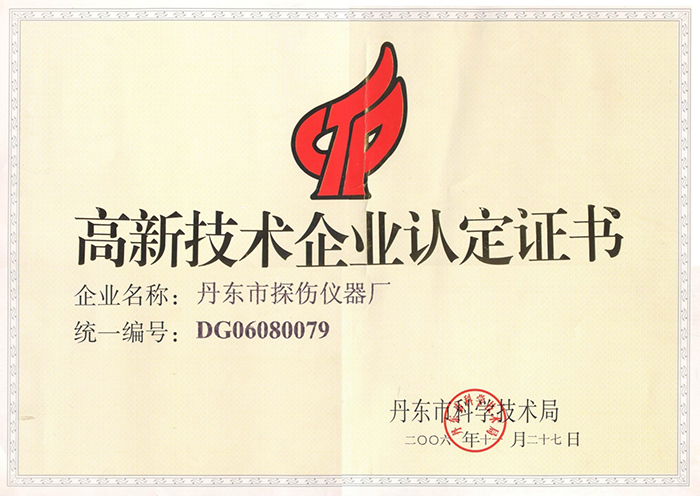 高新技术企业认定证书
企业名称：丹东市探伤仪器厂
统一编号：DG06080079
丹东市科学技术局
二〇〇六年十一月二十七日